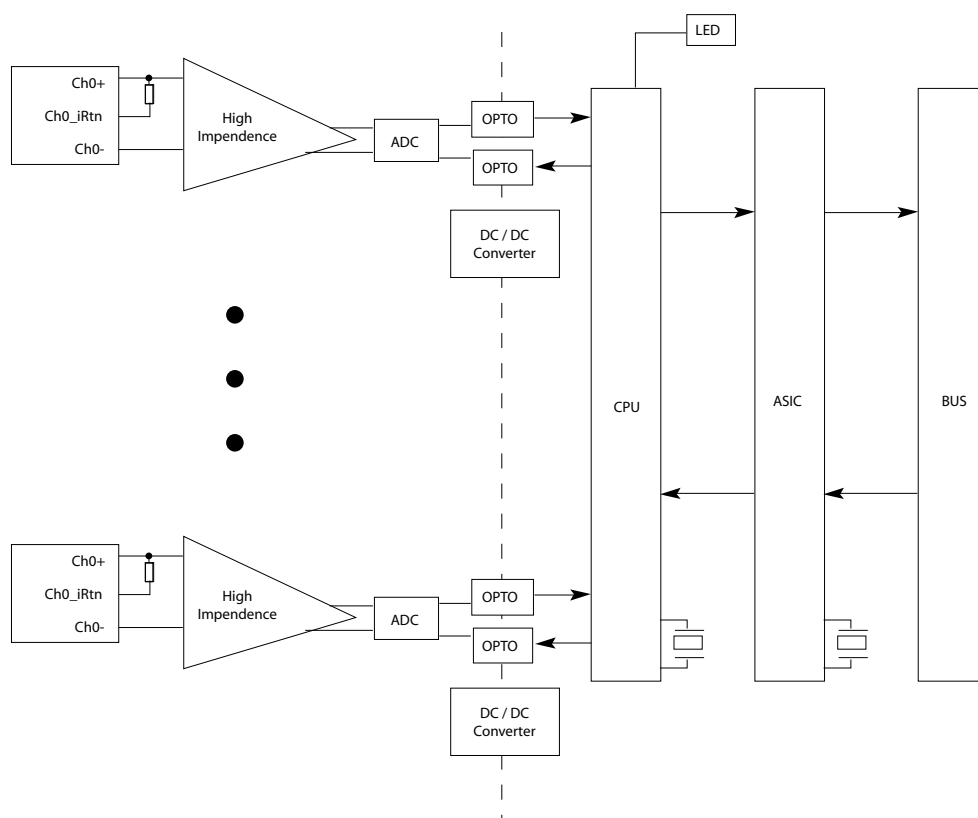 LED
Ch0+
Ch0_iRtn
Ch0-
High
Impendence
ADC
OPTO
OPTO
DC / DC
Converter
CPU
ASIC
BUS
Ch0+
Ch0_iRtn
Ch0-
High
Impendence
ADC
OPTO
OPTO
DC / DC
Converter